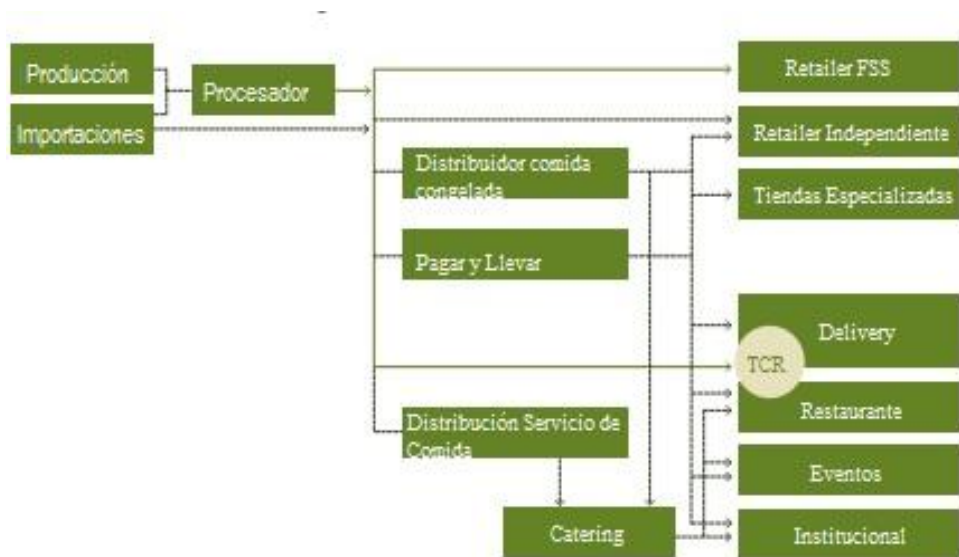 Producción
Importaciones
Procesador
Distribuidor comida
congelada
Pagar y Llevar
Distribución Servicio de
Comida
Catering
Retailer FSS
Retailer Independiente
Tiendas Especializadas
Delivery
TCR
Restaurante
Eventos
Institucional